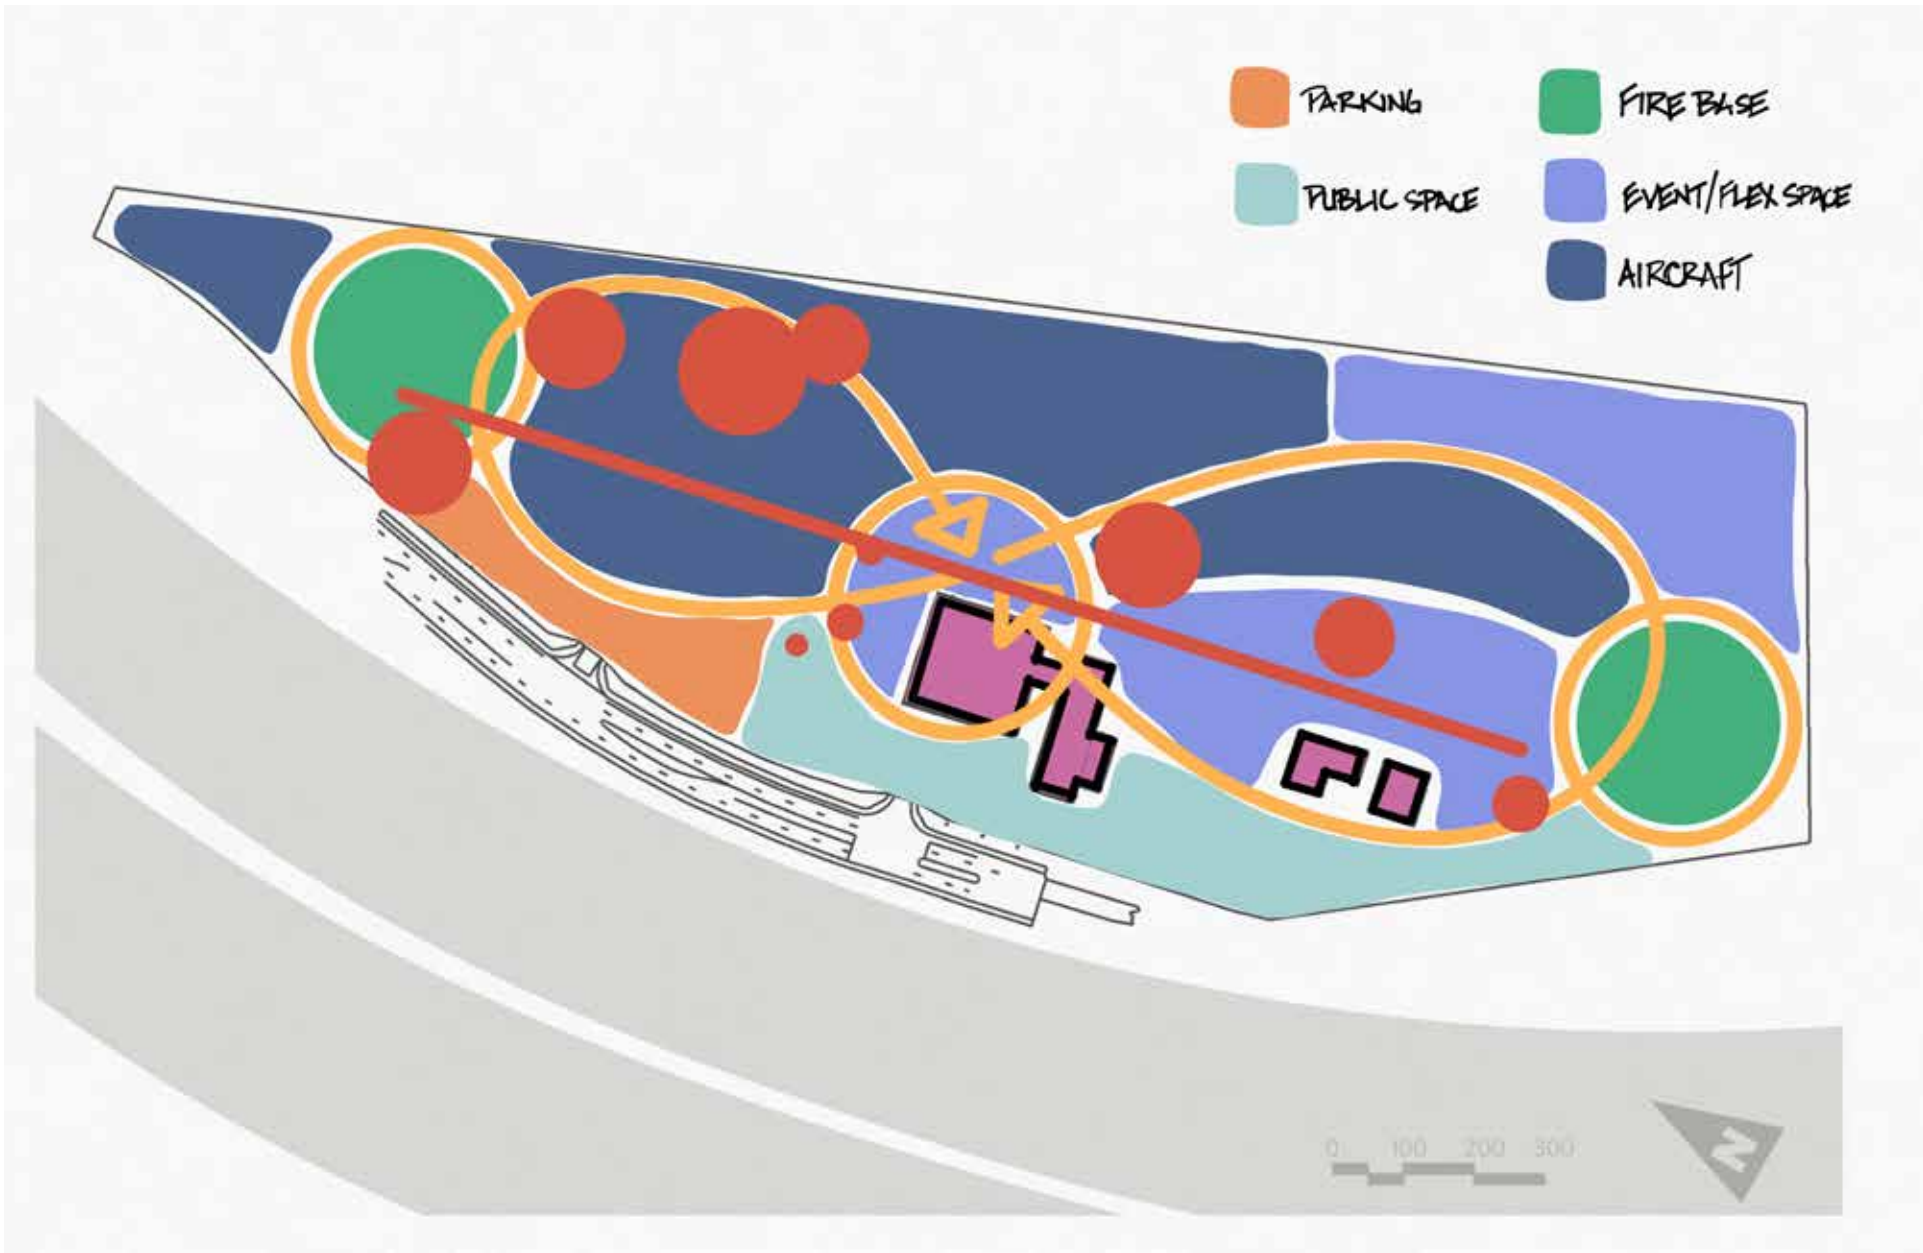 PARKING
FIRE BASE
PUBLIC SPACE
EVENT/FLEX SPACE
AIRCRAFT
0 100 200 300
N